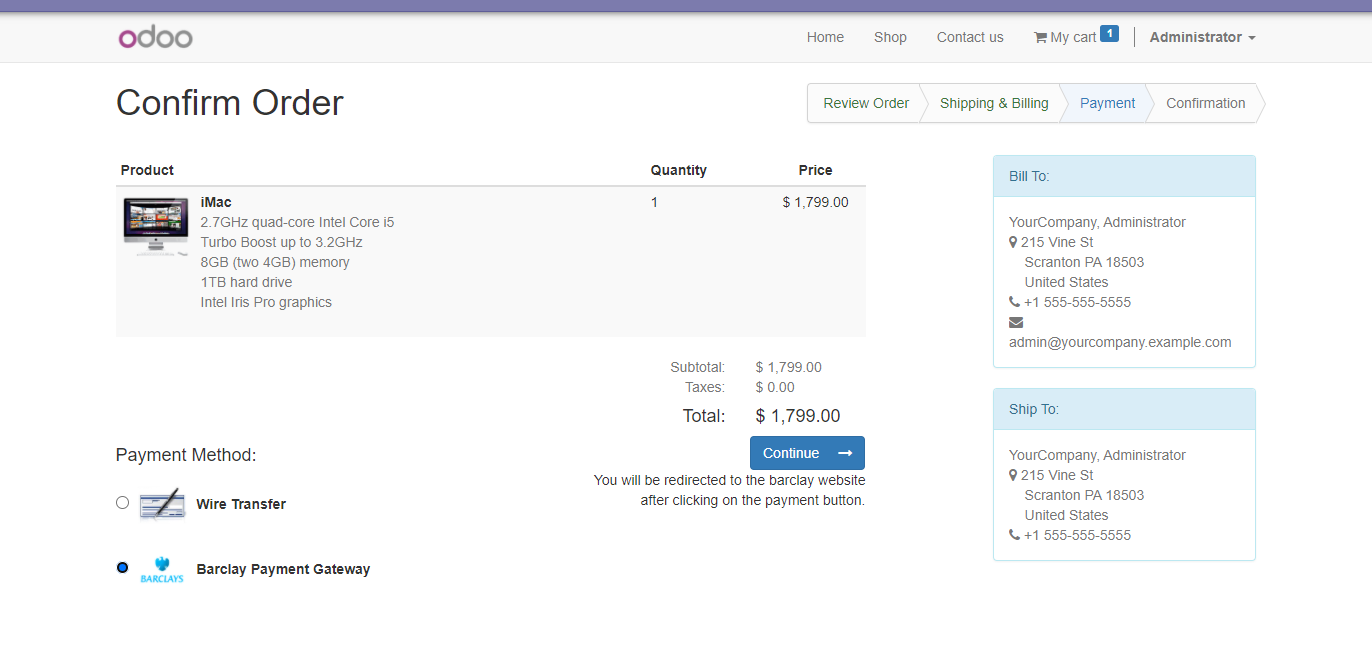 odoo
Home
Shop
Contact us
My cart 1
Administrator
Confirm Order
Review Order
Shipping & Billing
Payment
Confirmation
Product Quantity Price
iMac 1 $ 1,799.00
2.7GHz quad-core Intel Core i5
Turbo Boost up to 3.2GHz
8GB (two 4GB) memory
1TB hard drive
Intel Iris Pro graphics
Subtotal: $ 1,799.00
Taxes: $ 0.00
Total: $ 1,799.00
Continue →
You will be redirected to the barclay website
after clicking on the payment button.
Payment Method:
Wire Transfer
BARCLAYS
Barclay Payment Gateway
Bill To:
YourCompany, Administrator
215 Vine St
Scranton PA 18503
United States
+1 555-555-5555
admin@yourcompany.example.com
Ship To:
YourCompany, Administrator
215 Vine St
Scranton PA 18503
United States
+1 555-555-5555